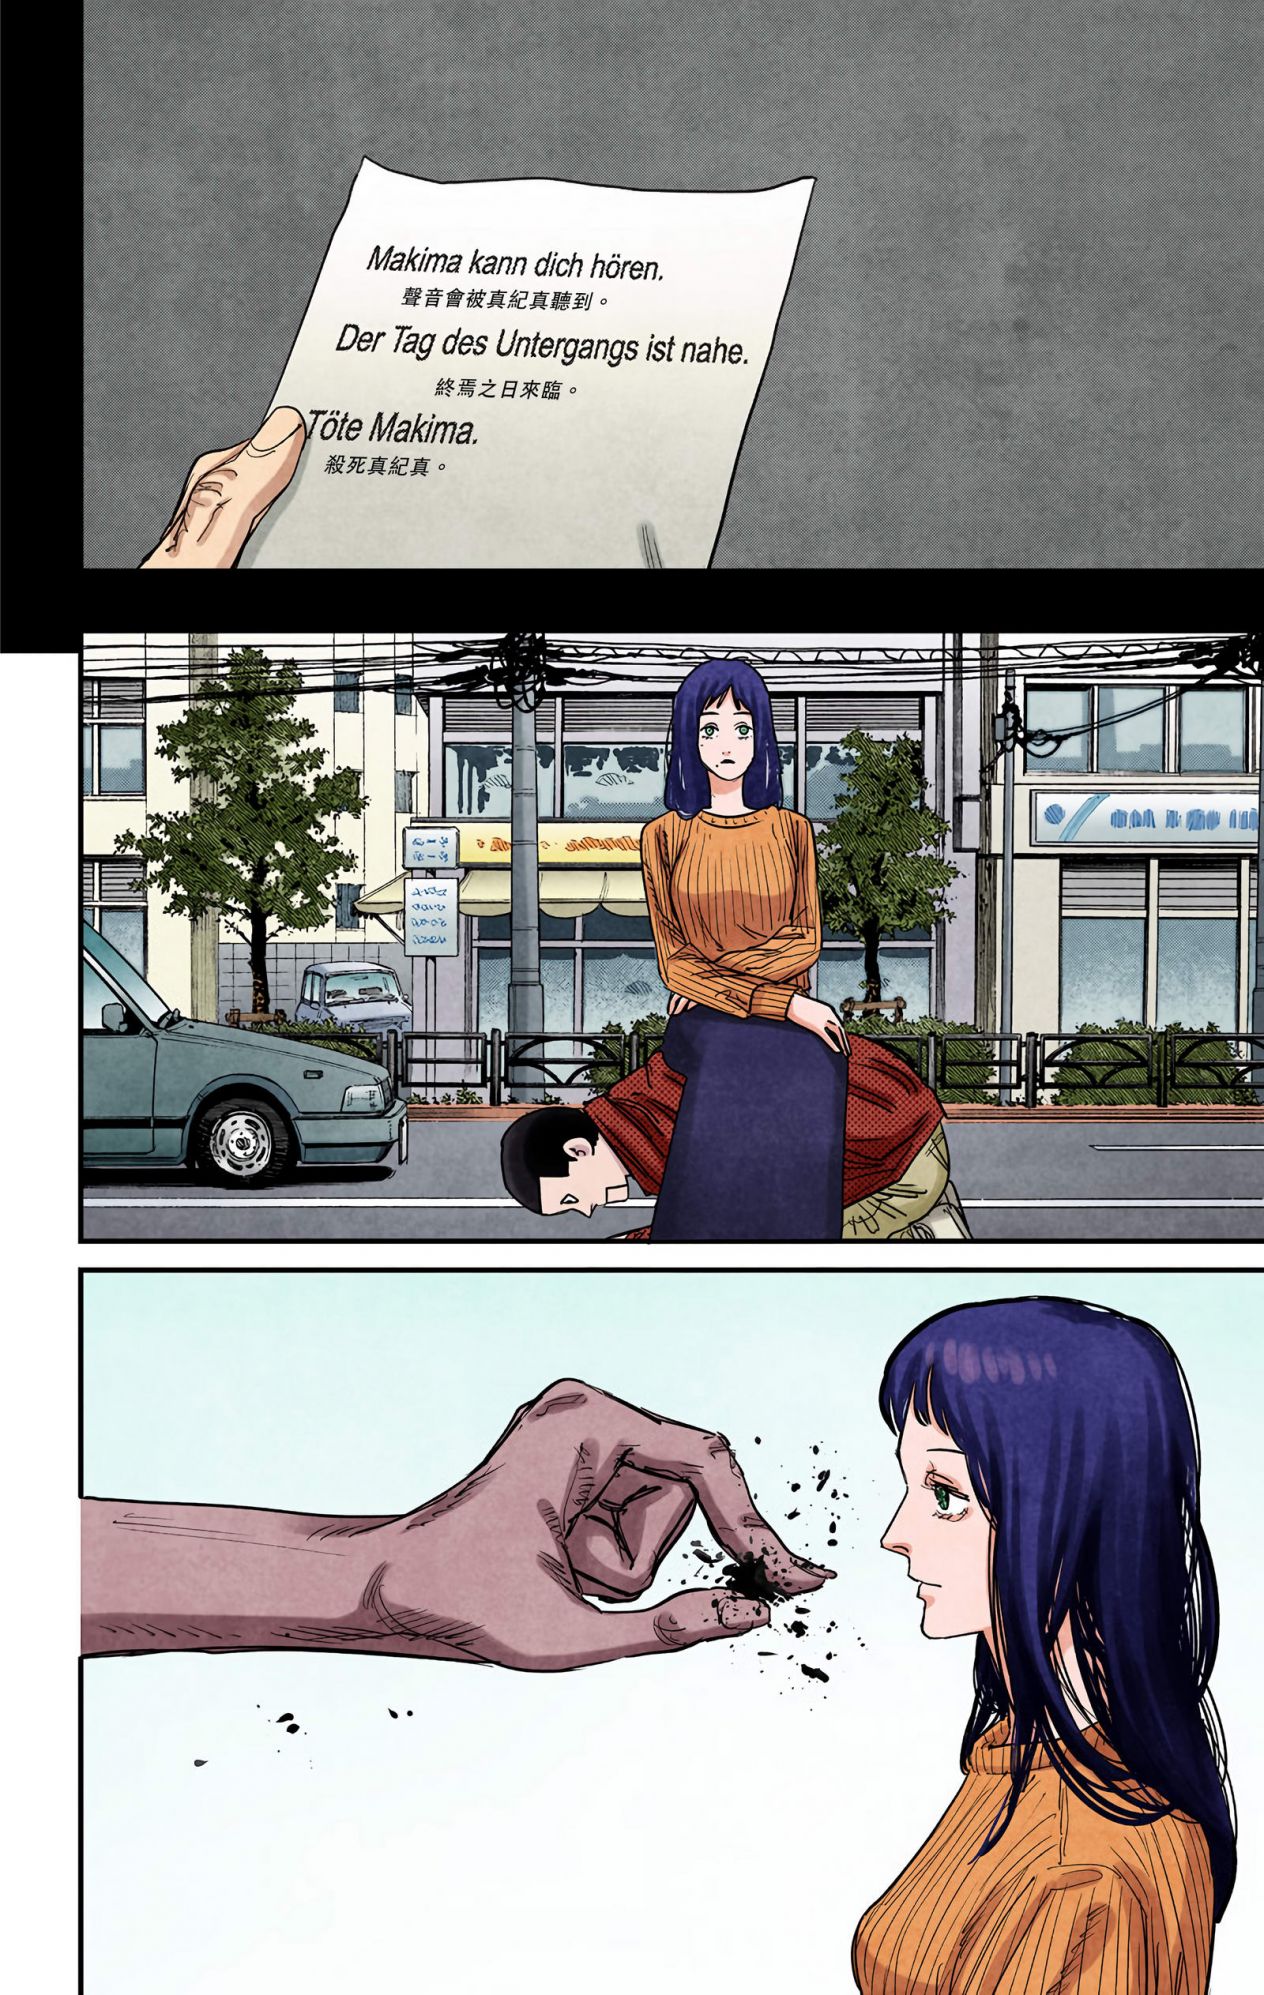 Makima kann dich hören.
聲音會被真紀真聽到。
Der Tag des Untergangs ist nahe.
終焉之日來臨。
Töte Makima.
殺死真紀真。